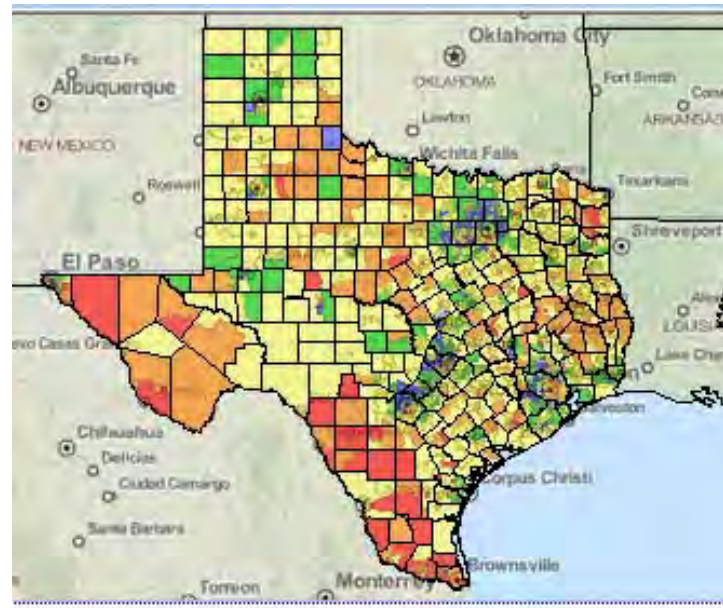 Oklahoma City
Santa Fe
Albuquerque
OKLAHOMA
Fort Smith
Lawton
ARKANSAS
NEW MEXICO
Wichita Falls
Roswell
Texarkana
Shreveport
El Paso
Chihuahua
Delicias
Ciudad Camargo
Corpus Christi
Santa Barbara
Brownsville
Torreon
Monterrey